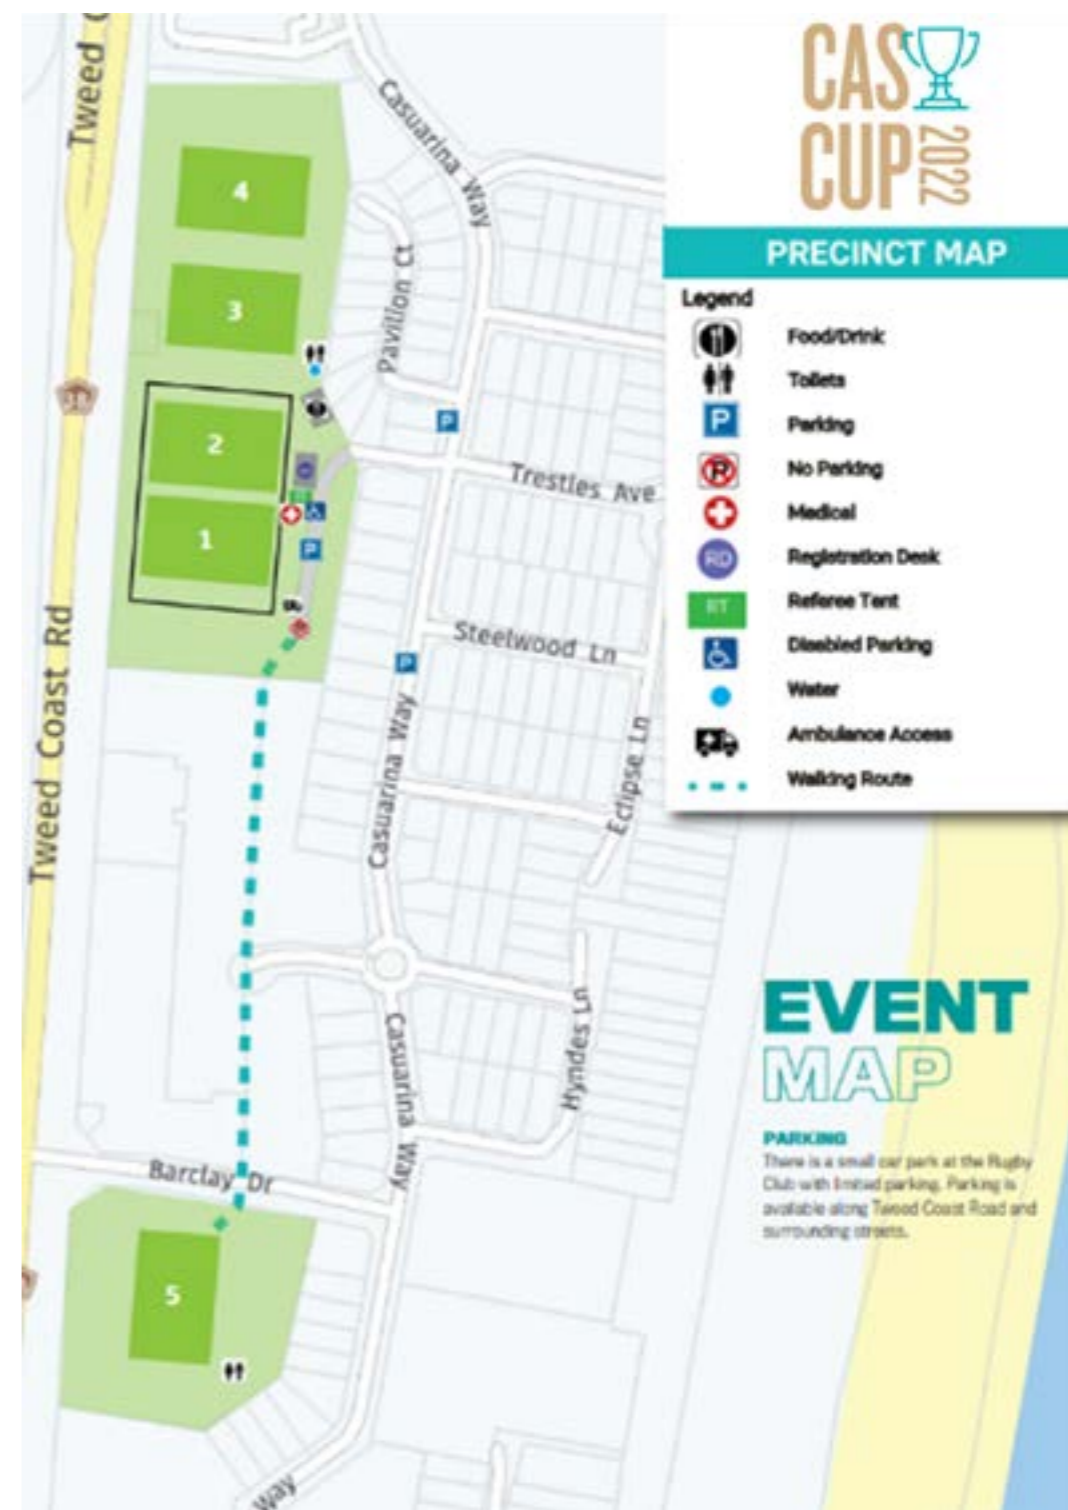 CAS
CUP
2022
PRECINCT MAP
Legend
Food/Drink
Toilets
P
Parking
P
No Parking
Medical
RD
Registration Desk
RT
Referee Tent
Disabled Parking
Water
Ambulance Access
Walking Route
Tweed
Casuarina Way
4
Pavilion Ct
3
P
2
Trestles Ave
1
P
Steelwood Ln
P
Tweed Coast Rd
Casuarina Way
Eclipse Ln
Casuarina Way
Hyndes Ln
Barclay Dr
5
Way
EVENT
MAP
PARKING
There is a small car park at the Rugby
Club with limited parking. Parking is
available along Tweed Coast Road and
surrounding streets.